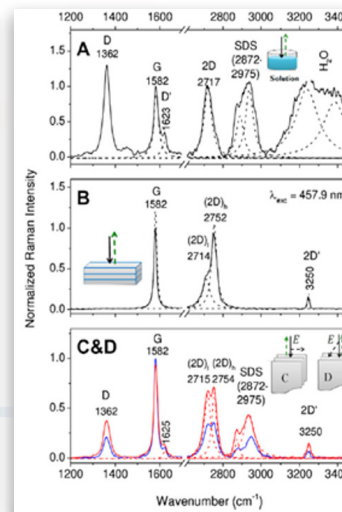 1200 1400 1600 2800 3000 3200 340
Normalized Raman Intensity
A
D
1362
G
1582
D'
1623
2D
2717
SDS
(2872-
2975)
Solution
H₂O
1.5
1.0
0.5
0.0
B
G
1582
(2D)ₕ
2752
(2D)ₗ
2714
λexc = 457.9 nm
2D'
3250
1.5
1.0
0.5
0.0
C&D
G
1582
D
1362
1625
(2D)ₗ (2D)ₕ
2715 2754
SDS
(2872-
2975)
E
E
C
D
2D'
3250
1.0
0.5
0.0
1200 1400 1600 2800 3000 3200 340
Wavenumber (cm⁻¹)